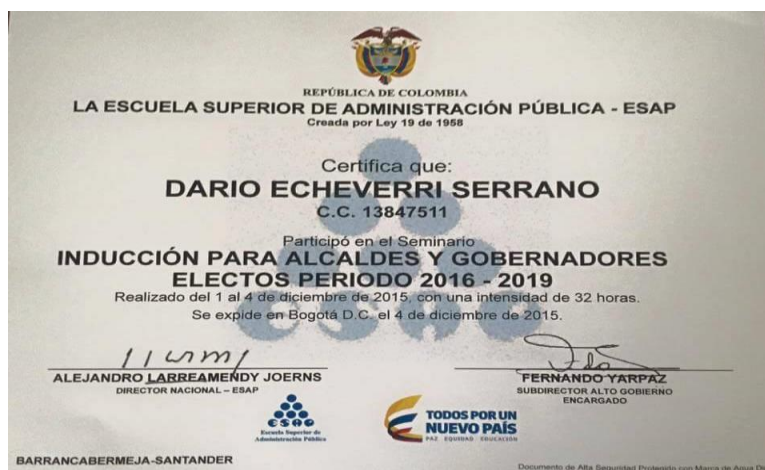 REPÚBLICA DE COLOMBIA
LA ESCUELA SUPERIOR DE ADMINISTRACIÓN PÚBLICA - ESAP
Creada por Ley 19 de 1958
Certifica que:
DARIO ECHEVERRI SERRANO
C.C. 13847511
Participó en el Seminario
INDUCCIÓN PARA ALCALDES Y GOBERNADORES
ELECTOS PERIODO 2016 - 2019
Realizado del 1 al 4 de diciembre de 2015, con una intensidad de 32 horas.
Se expide en Bogotá D.C. el 4 de diciembre de 2015.
ALEJANDRO LARREAMENDY JOERNS
DIRECTOR NACIONAL – ESAP
FERNANDO YARPAZ
SUBDIRECTOR ALTO GOBIERNO
ENCARGADO
esap
Escuela Superior de
Administración Pública
TODOS POR UN
NUEVO PAÍS
PAZ EQUIDAD EDUCACIÓN
BARRANCABERMEJA-SANTANDER
Documento de Alta Seguridad Protegido con Marca de Agua